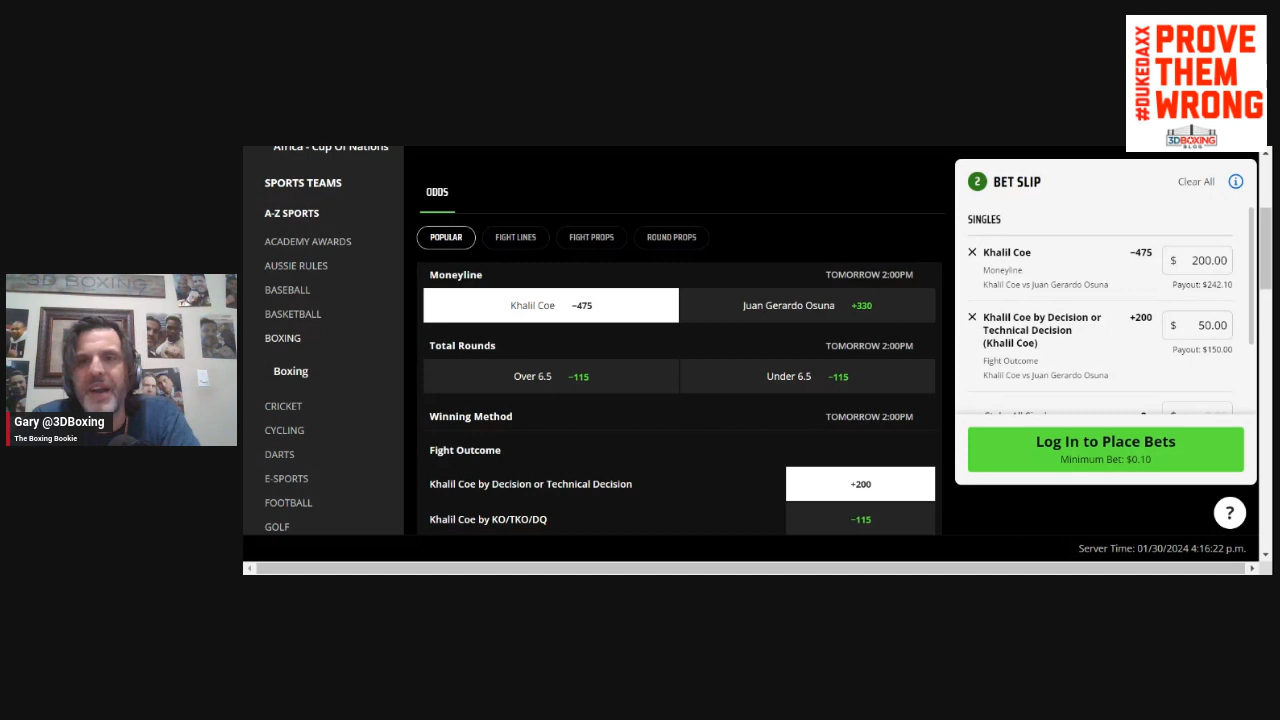 #DUKEDAXX
PROVE
THEM
WRONG
3DBOXING
BLOG
3D BOXING
Gary @3DBoxing
The Boxing Bookie
Africa - Cup Of Nations
SPORTS TEAMS
A-Z SPORTS
ACADEMY AWARDS
AUSSIE RULES
BASEBALL
BASKETBALL
BOXING
Boxing
CRICKET
CYCLING
DARTS
E-SPORTS
FOOTBALL
GOLF
ODDS
POPULAR FIGHT LINES FIGHT PROPS ROUND PROPS
Moneyline TOMORROW 2:00PM
Khalil Coe −475 Juan Gerardo Osuna +330
Total Rounds TOMORROW 2:00PM
Over 6.5 −115 Under 6.5 −115
Winning Method TOMORROW 2:00PM
Fight Outcome
Khalil Coe by Decision or Technical Decision +200
Khalil Coe by KO/TKO/DQ −115
2 BET SLIP Clear All i
SINGLES
Khalil Coe −475 $ 200.00
Moneyline
Khalil Coe vs Juan Gerardo Osuna Payout: $242.10
Khalil Coe by Decision or +200 $ 50.00
Technical Decision
(Khalil Coe) Payout: $150.00
Fight Outcome
Khalil Coe vs Juan Gerardo Osuna
Log In to Place Bets
Minimum Bet: $0.10
?
Server Time: 01/30/2024 4:16:22 p.m.